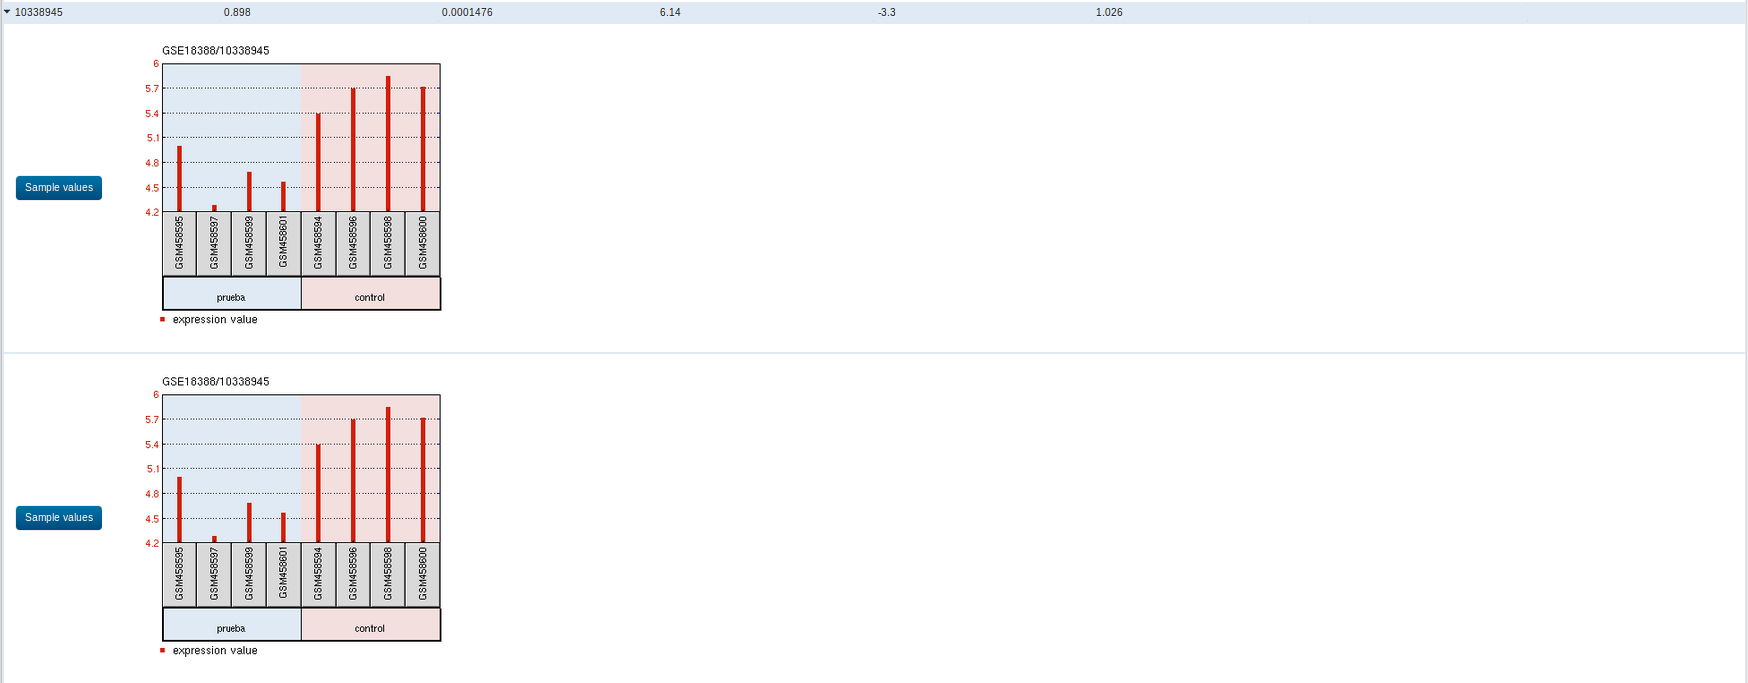 10338945 0.898 0.0001476 6.14 -3.3 1.026
GSE18388/10338945
6
5.7
5.4
5.1
4.8
4.5
4.2
Sample values
GSM458595 GSM458597 GSM458599 GSM458601 GSM458594 GSM458596 GSM458598 GSM458600
prueba control
expression value
GSE18388/10338945
6
5.7
5.4
5.1
4.8
4.5
4.2
Sample values
GSM458595 GSM458597 GSM458599 GSM458601 GSM458594 GSM458596 GSM458598 GSM458600
prueba control
expression value